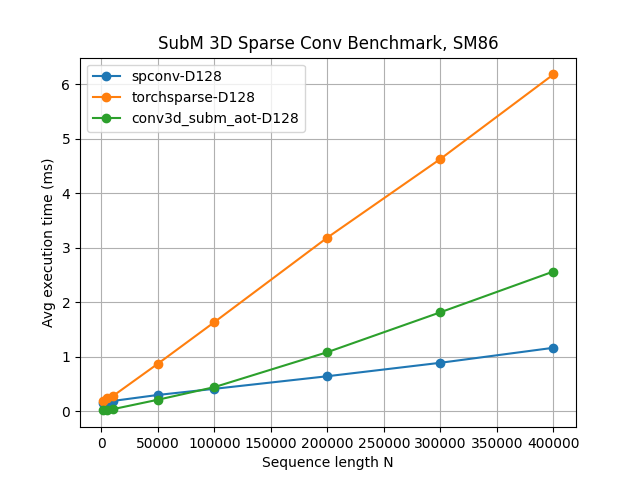 SubM 3D Sparse Conv Benchmark, SM86
spconv-D128
torchsparse-D128
conv3d_subm_aot-D128
Avg execution time (ms)
6
5
4
3
2
1
0
0 50000 100000 150000 200000 250000 300000 350000 400000
Sequence length N